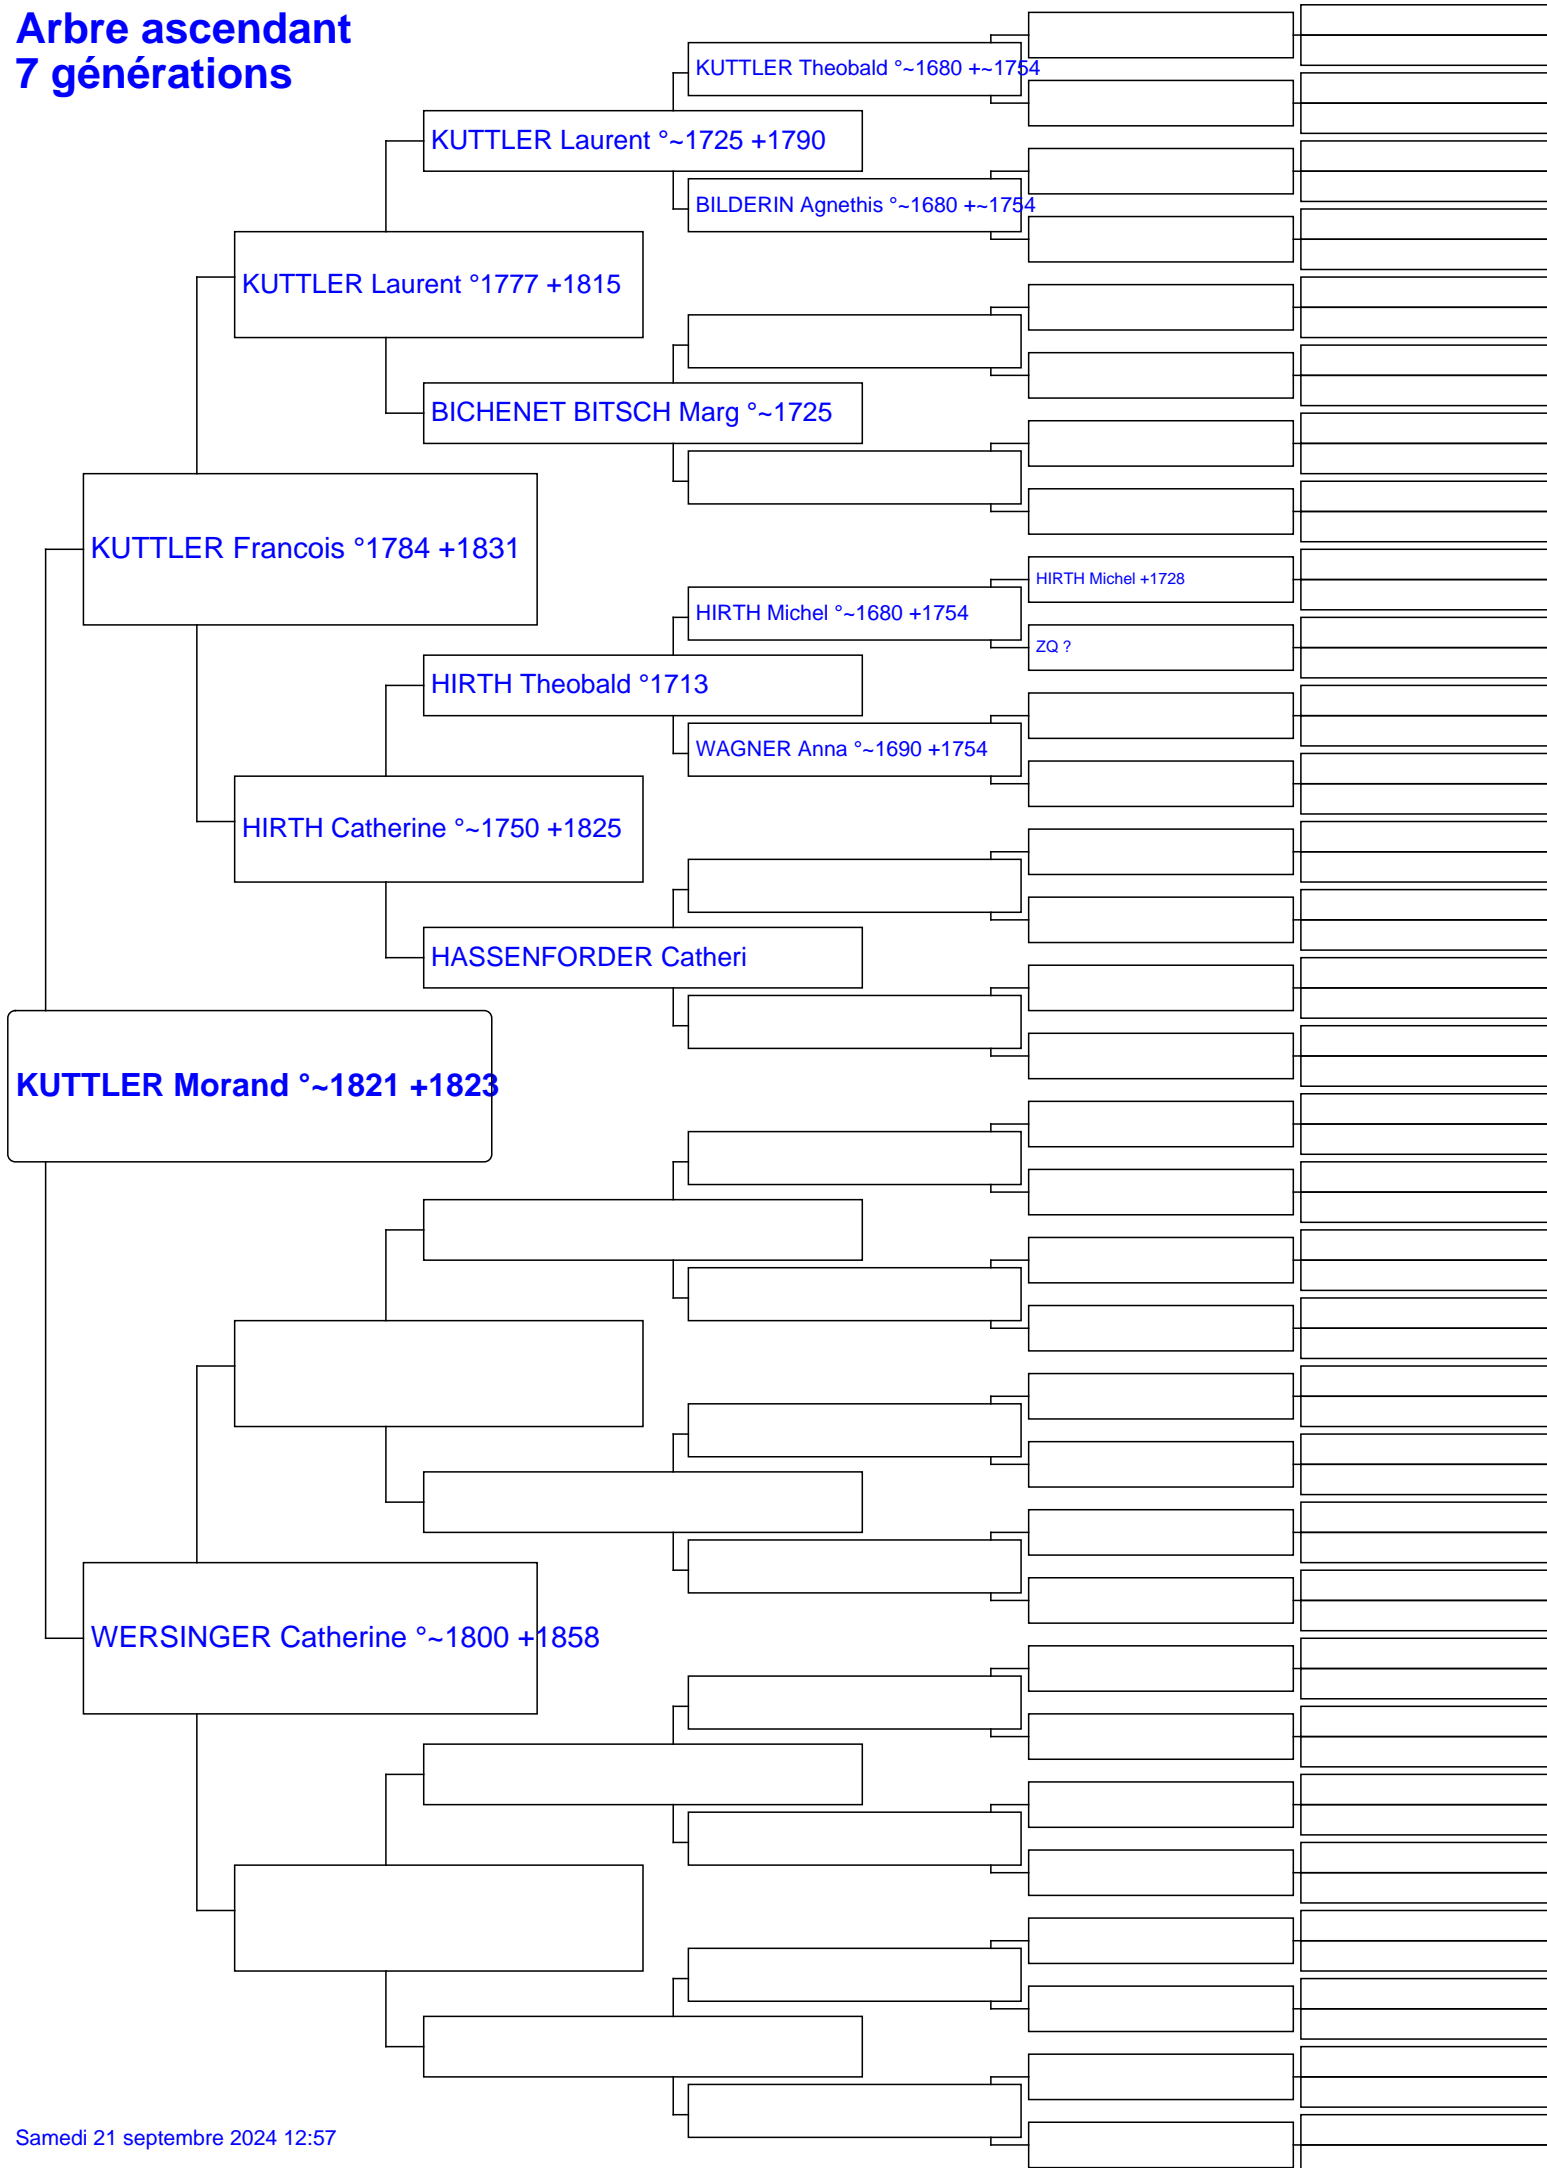 Arbre ascendant
7 générations
KUTTLER Theobald °~1680 +~1754
KUTTLER Laurent °~1725 +1790
BILDERIN Agnethis °~1680 +~1754
KUTTLER Laurent °1777 +1815
BICHENET BITSCH Marg °~1725
KUTTLER Francois °1784 +1831
HIRTH Michel +1728
HIRTH Michel °~1680 +1754
ZQ ?
HIRTH Theobald °1713
WAGNER Anna °~1690 +1754
HIRTH Catherine °~1750 +1825
HASSENFORDER Catheri
KUTTLER Morand °~1821 +1823
WERSINGER Catherine °~1800 +1858
Samedi 21 septembre 2024 12:57